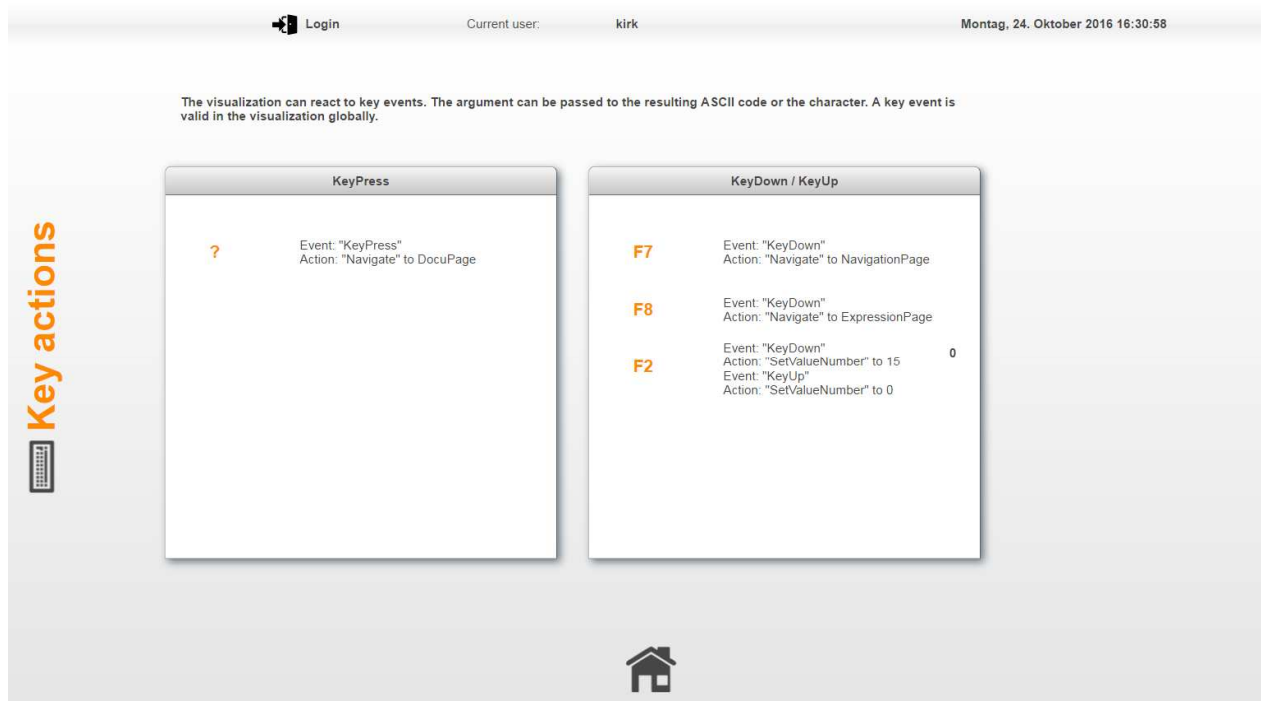 Login
Current user:
kirk
Montag, 24. Oktober 2016 16:30:58
The visualization can react to key events. The argument can be passed to the resulting ASCII code or the character. A key event is
valid in the visualization globally.
Key actions
KeyPress
?
Event: "KeyPress"
Action: "Navigate" to DocuPage
KeyDown / KeyUp
F7
Event: "KeyDown"
Action: "Navigate" to NavigationPage
F8
Event: "KeyDown"
Action: "Navigate" to ExpressionPage
F2
Event: "KeyDown"
Action: "SetValueNumber" to 15
Event: "KeyUp"
Action: "SetValueNumber" to 0
0